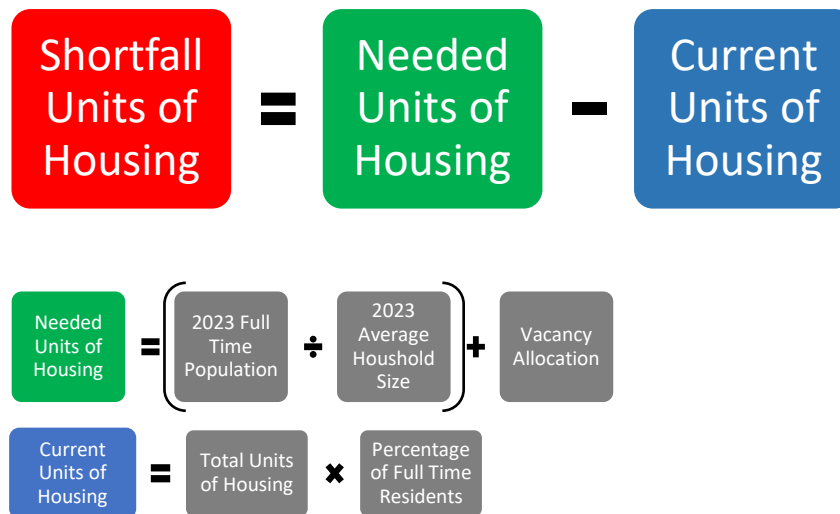 Shortfall
Units of
Housing
=
Needed
Units of
Housing
-
Current
Units of
Housing
Needed
Units of
Housing
=
(
2023 Full
Time
Population
÷
2023
Average
Houshold
Size
)
+
Vacancy
Allocation
Current
Units of
Housing
=
Total Units
of Housing
×
Percentage
of Full Time
Residents